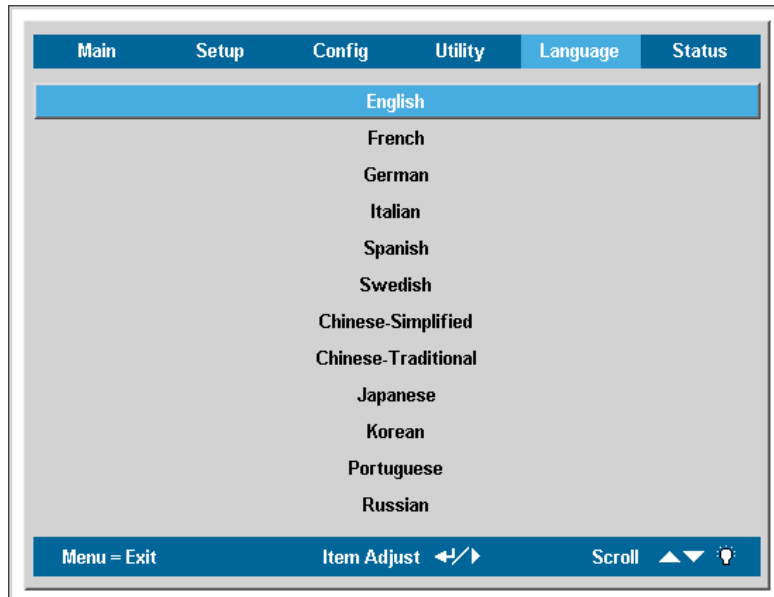 Main Setup Config Utility Language Status
English
French
German
Italian
Spanish
Swedish
Chinese-Simplified
Chinese-Traditional
Japanese
Korean
Portuguese
Russian
Menu = Exit Item Adjust Scroll